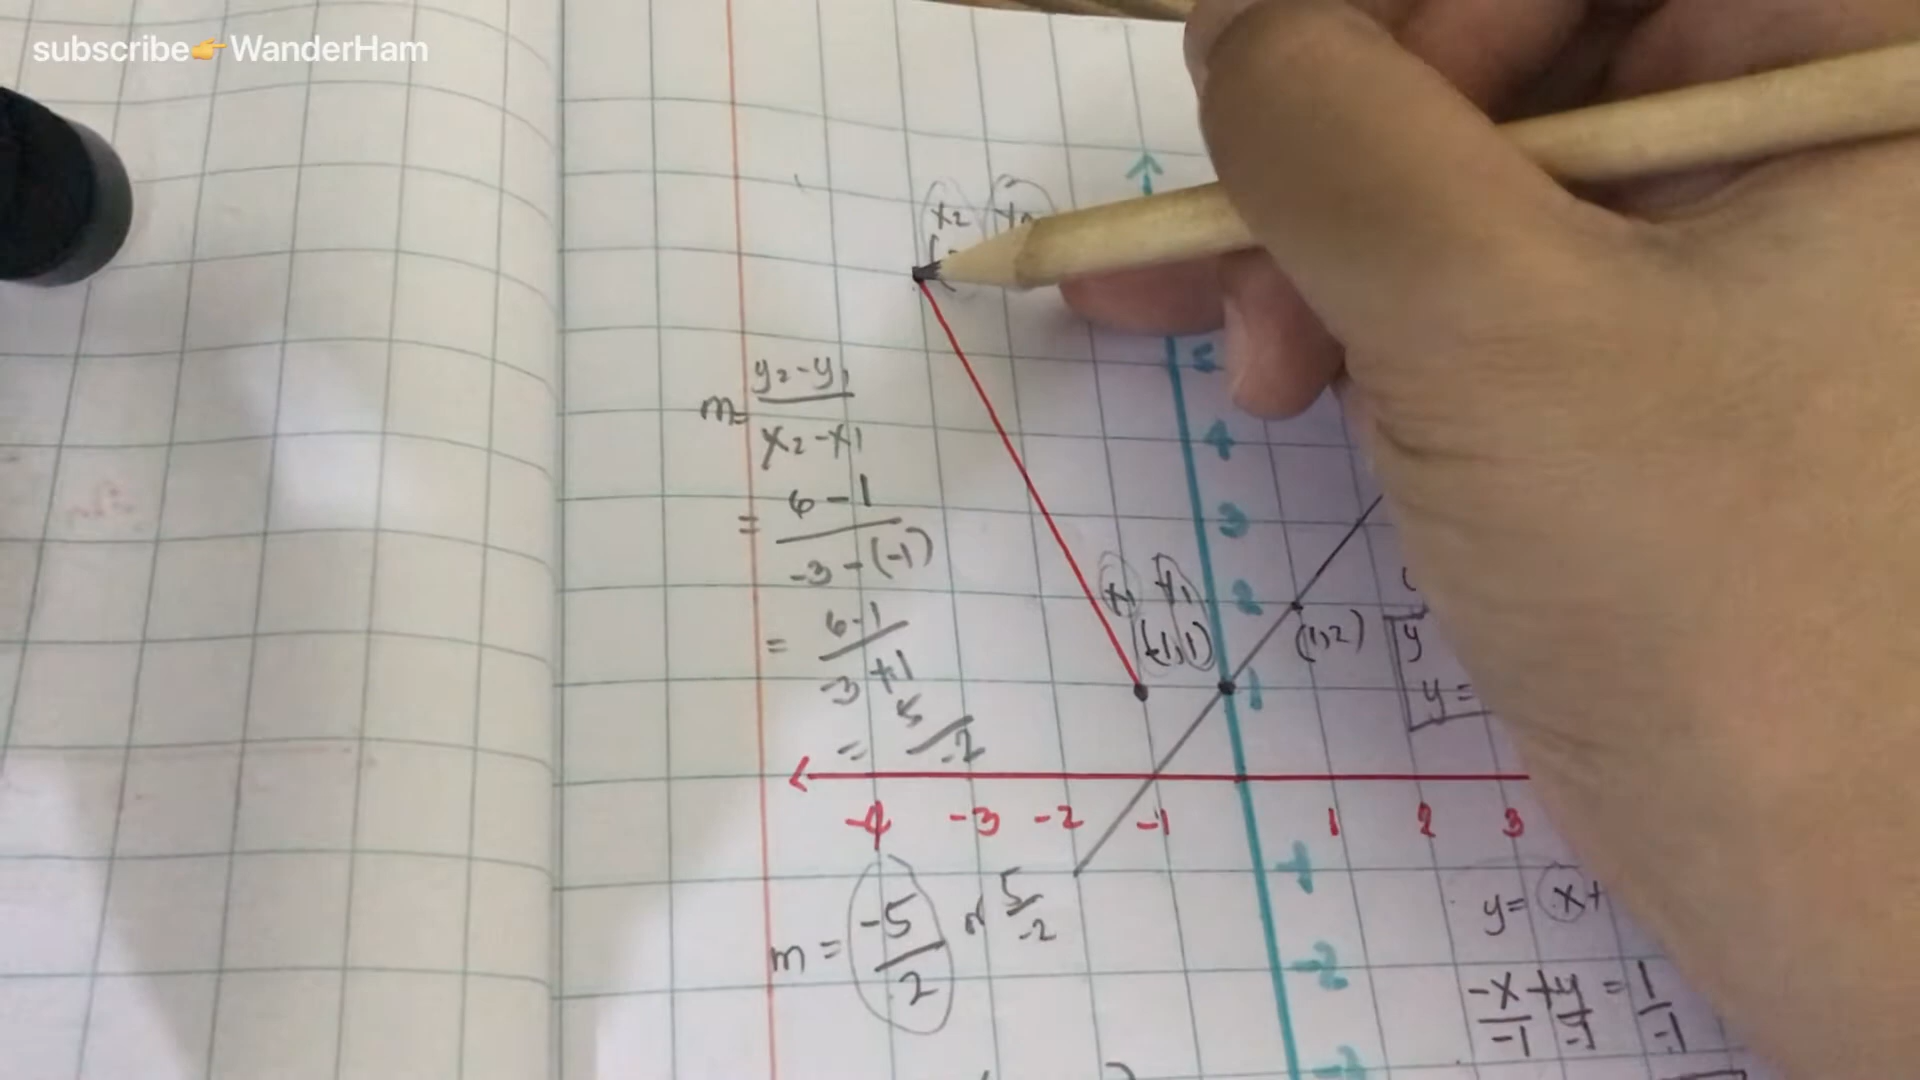 subscribe👉WanderHam
x2
m= y2-y1
x2-x1
= 6-1
-3-(-1)
= 6-1
-3+1
= 5
-2
m = -5
2
5
-2
5
4
3
2
1
x1 y1
(-1,1)
(1,2)
y
y=
-4 -3 -2 -1 1 2 3
-1
-2
y= x+
-x+y=1
-1 -1 -1